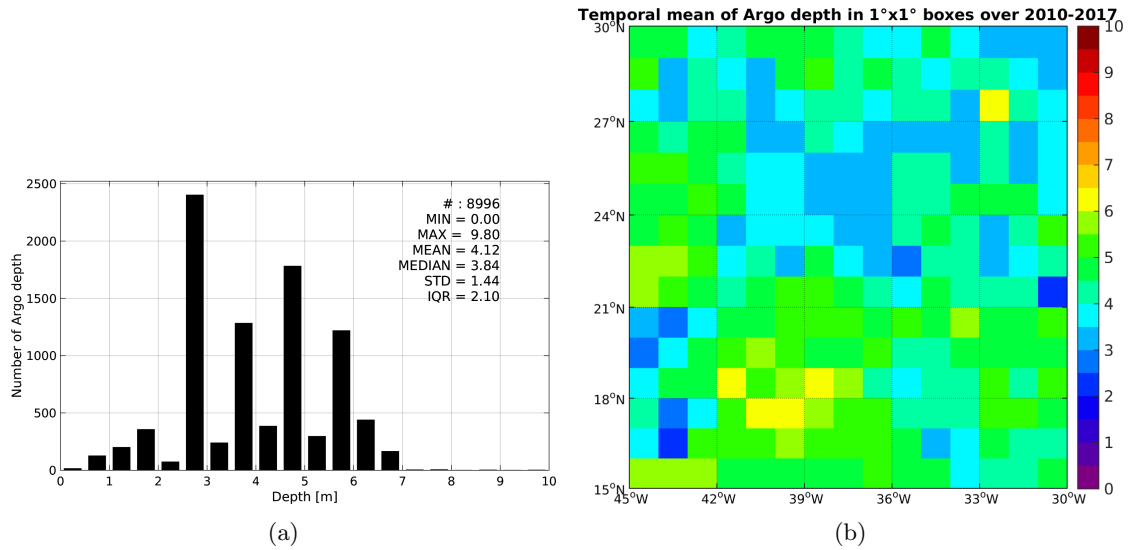 Temporal mean of Argo depth in 1°x1° boxes over 2010-2017
2500
2000
1500
1000
500
0
Number of Argo depth
# : 8996
MIN = 0.00
MAX = 9.80
MEAN = 4.12
MEDIAN = 3.84
STD = 1.44
IQR = 2.10
0 1 2 3 4 5 6 7 8 9 10
Depth [m]
(a)
30°N
27°N
24°N
21°N
18°N
15°N
45°W 42°W 39°W 36°W 33°W 30°W
10
9
8
7
6
5
4
3
2
1
0
(b)